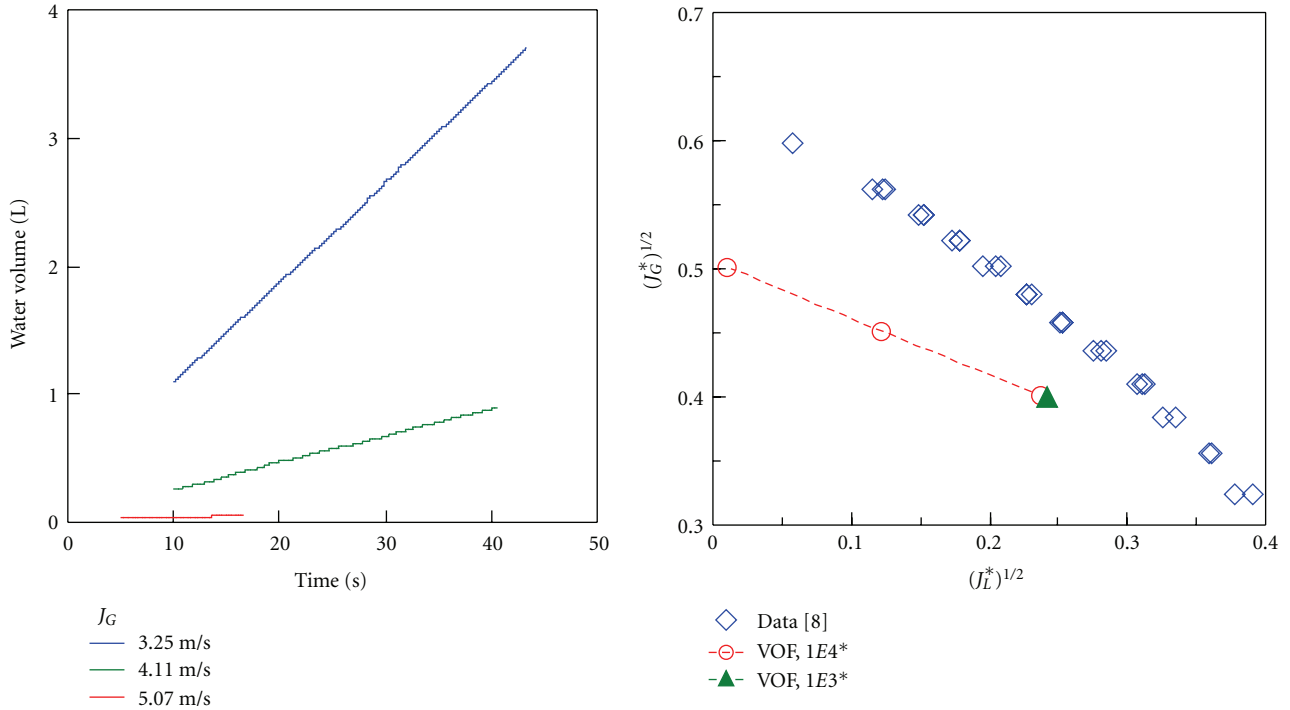 4
3
2
1
0
Water volume (L)
0
10
20
30
40
50
Time (s)
J_G
3.25 m/s
4.11 m/s
5.07 m/s
0.7
0.6
0.5
0.4
0.3
(J_G^*)^{1/2}
0
0.1
0.2
0.3
0.4
(J_L^*)^{1/2}
Data [8]
VOF, 1E4*
VOF, 1E3*